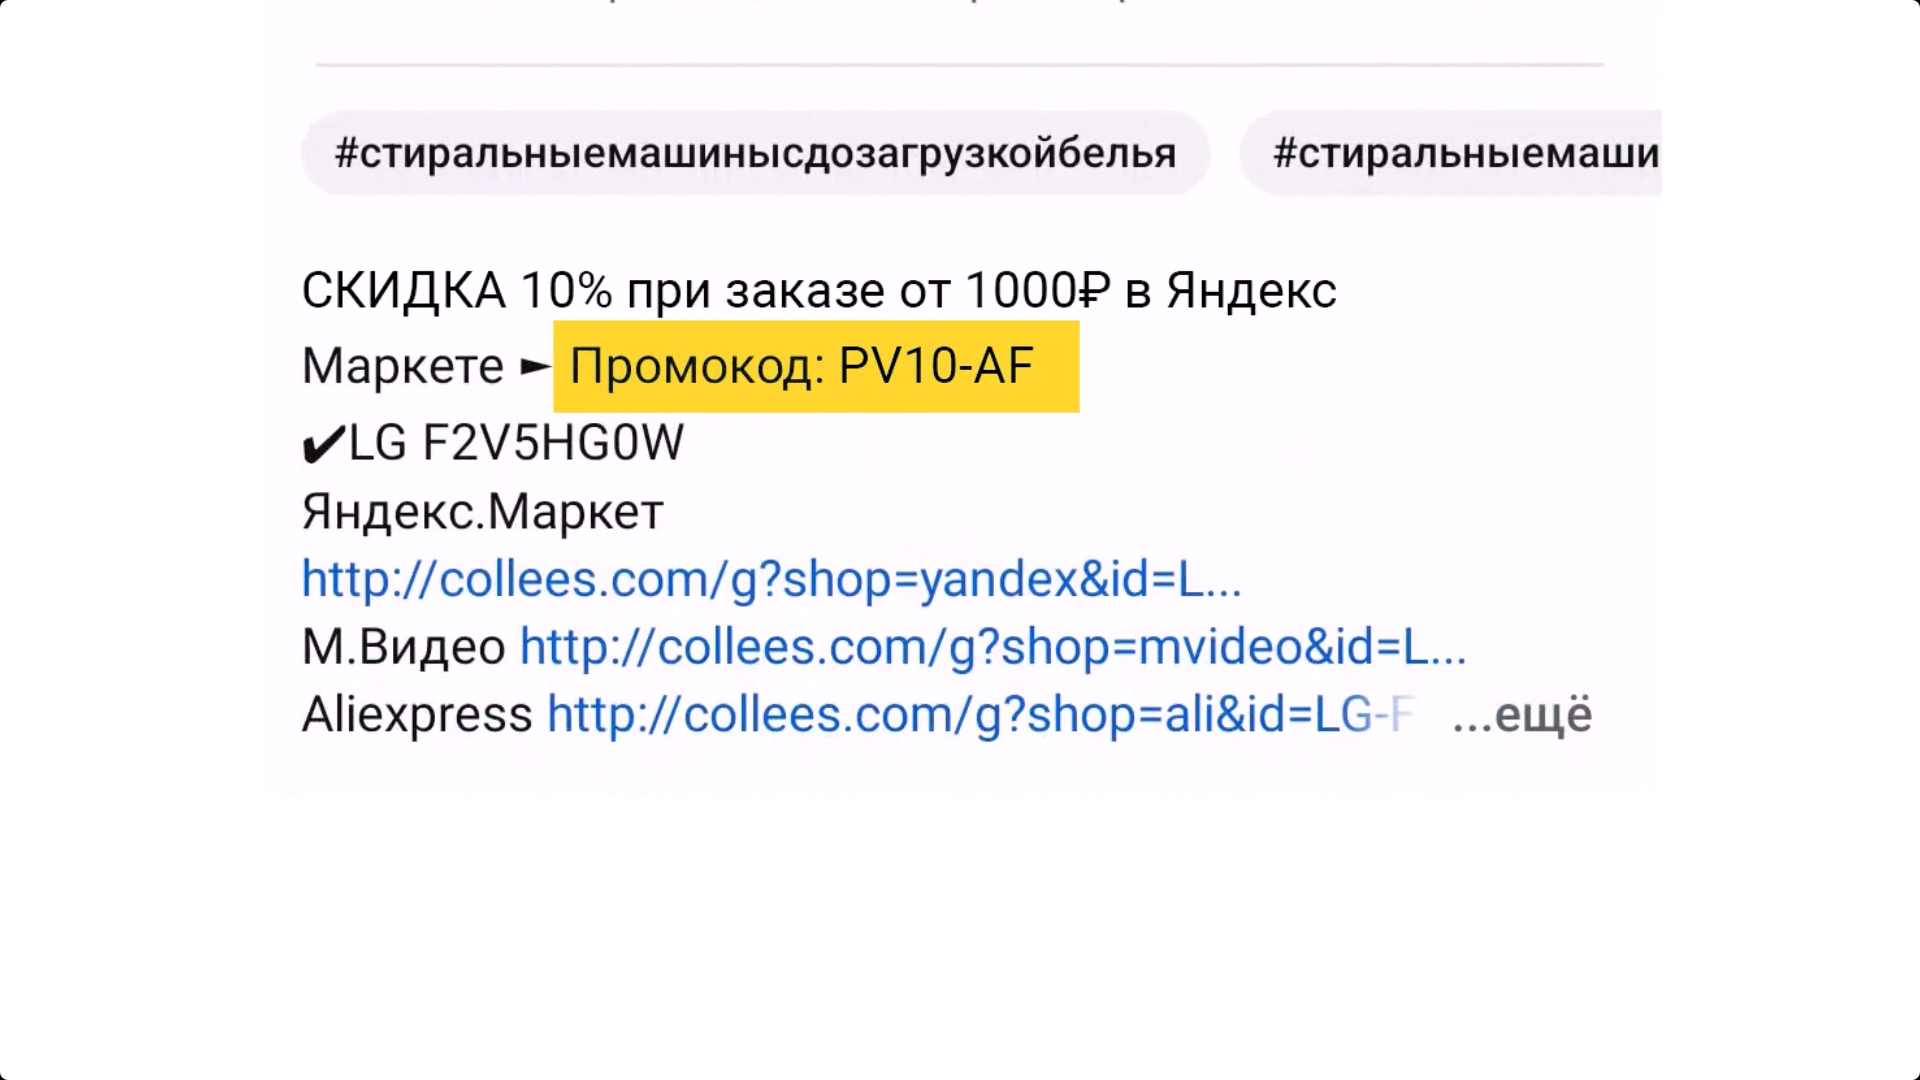 #стиральныемашинысдозагрузкойбелья #стиральныемаши
СКИДКА 10% при заказе от 1000₽ в Яндекс
Маркете ►Промокод: PV10-AF
✔LG F2V5HG0W
Яндекс.Маркет
http://collees.com/g?shop=yandex&id=L...
М.Видео http://collees.com/g?shop=mvideo&id=L...
Aliexpress http://collees.com/g?shop=ali&id=LG-F ...ещё